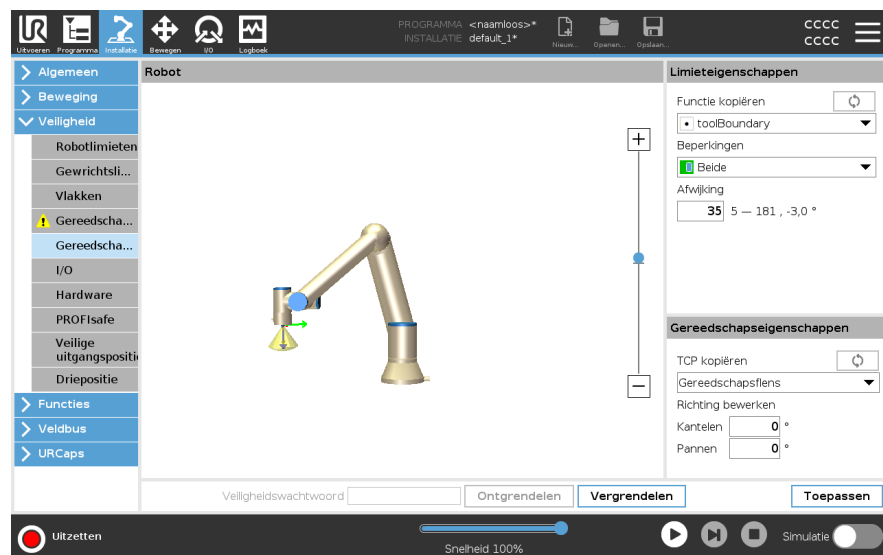 PROGRAMMA <naamloos>*
INSTALLATIE default_1*
Uitvoeren Programma Installatie Bewegen I/O Logboek
Nieuw... Openen... Opslaan...
CCCC
CCCC
Algemeen
Beweging
Veiligheid
Robotlimieten
Gewrichtsli...
Vlakken
Gereedscha...
Gereedscha...
I/O
Hardware
PROFIsafe
Veilige
uitgangspositi
Driepositie
Functies
Veldbus
URCaps
Robot
Limieteigenschappen
Functie kopiëren
toolBoundary
Beperkingen
Beide
Afwijking
35 5 — 181 , -3,0 °
Gereedschapseigenschappen
TCP kopiëren
Gereedschapsflens
Richting bewerken
Kantelen 0 °
Pannen 0 °
Veiligheidswachtwoord Ontgrendelen Vergrendelen Toepassen
Uitzetten
Snelheid 100%
Simulatie